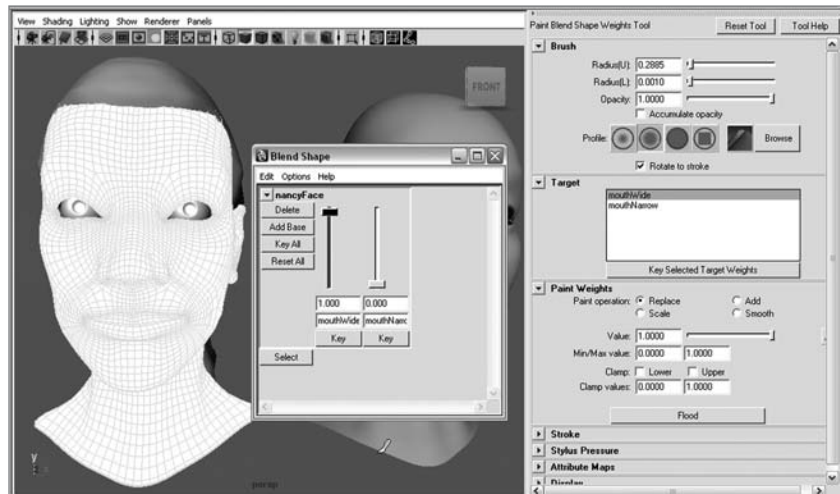 View Shading Lighting Show Renderer Panels
FRONT
Blend Shape
Edit Options Help
nancyFace
Delete
Add Base
Key All
Reset All
1.000 0.000
mouthWide mouthNarro
Key Key
Select
y
persp
Paint Blend Shape Weights Tool
Reset Tool Tool Help
Brush
Radius(U): 0.2885
Radius(L): 0.0010
Opacity: 1.0000
Accumulate opacity
Profile: Browse
Rotate to stroke
Target
mouthWide
mouthNarrow
Key Selected Target Weights
Paint Weights
Paint operation: Replace Add
Scale Smooth
Value: 1.0000
Min/Max value: 0.0000 1.0000
Clamp: Lower Upper
Clamp values: 0.0000 1.0000
Flood
Stroke
Stylus Pressure
Attribute Maps
Display